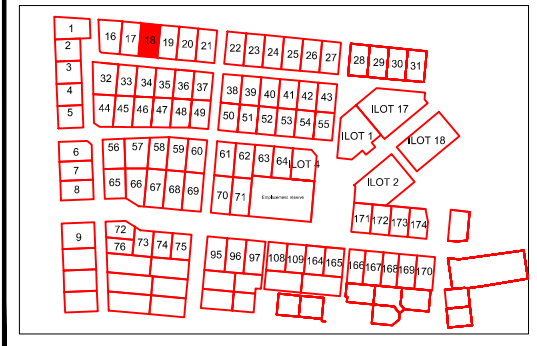 1
16 17 18 19 20 21
22 23 24 25 26 27
28 29 30 31
2
3
4
5
32 33 34 35 36 37
44 45 46 47 48 49
38 39 40 41 42 43
50 51 52 53 54 55
ILOT 17
ILOT 1
ILOT 18
ILOT 2
6
7
8
56 57 58 59 60
65 66 67 68 69
61 62 63 64 ILOT 4
70 71 Emplacement réservé
171 172 173 174
9
72
76 73 74 75
95 96 97
108 109 164 165
166 167 168 169 170